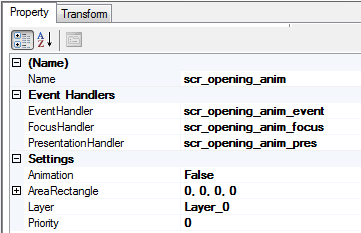 Property Transform
(Name)
Name scr_opening_anim
Event Handlers
EventHandler scr_opening_anim_event
FocusHandler scr_opening_anim_focus
PresentationHandler scr_opening_anim_pres
Settings
Animation False
AreaRectangle 0, 0, 0, 0
Layer Layer_0
Priority 0